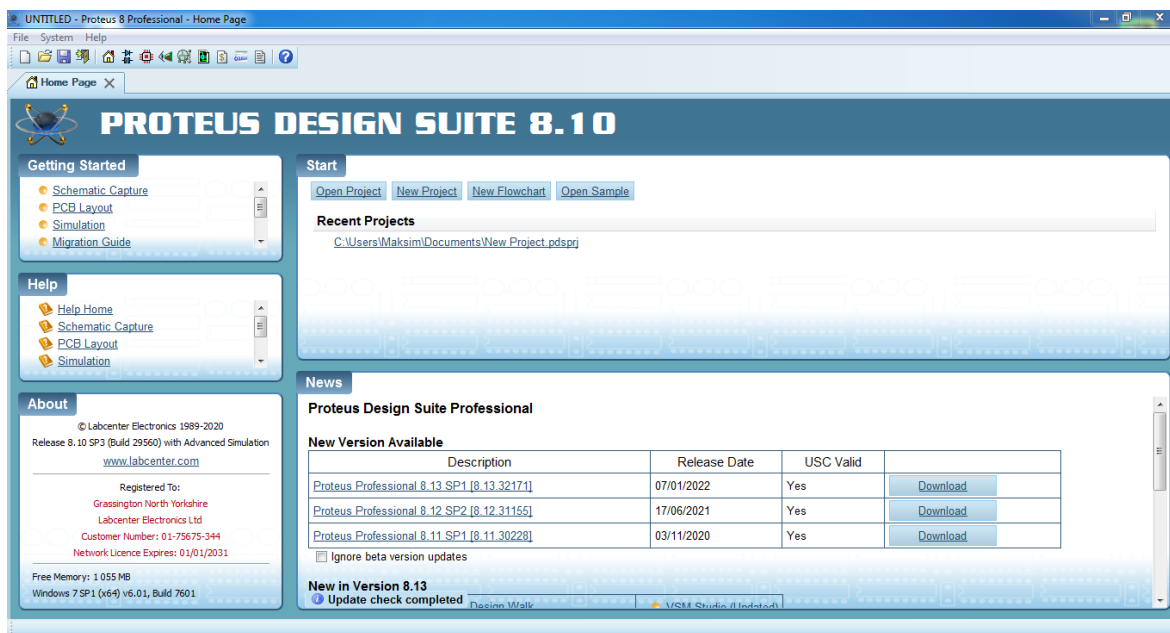 UNTITLED - Proteus 8 Professional - Home Page
File System Help
Home Page
PROTEUS DESIGN SUITE 8.10
Getting Started
Schematic Capture
PCB Layout
Simulation
Migration Guide
Help
Help Home
Schematic Capture
PCB Layout
Simulation
About
© Labcenter Electronics 1989-2020
Release 8.10 SP3 (Build 29560) with Advanced Simulation
www.labcenter.com
Registered To:
Grassington North Yorkshire
Labcenter Electronics Ltd
Customer Number: 01-75675-344
Network Licence Expires: 01/01/2031
Free Memory: 1 055 MB
Windows 7 SP1 (x64) v6.01, Build 7601
Start
Open Project New Project New Flowchart Open Sample
Recent Projects
C:\Users\Maksim\Documents\New Project.pdsprj
News
Proteus Design Suite Professional
New Version Available
Description Release Date USC Valid
Proteus Professional 8.13 SP1 [8.13.32171] 07/01/2022 Yes Download
Proteus Professional 8.12 SP2 [8.12.31155] 17/06/2021 Yes Download
Proteus Professional 8.11 SP1 [8.11.30228] 03/11/2020 Yes Download
Ignore beta version updates
New in Version 8.13
Update check completed Design Walk VSM Studio (Updated)